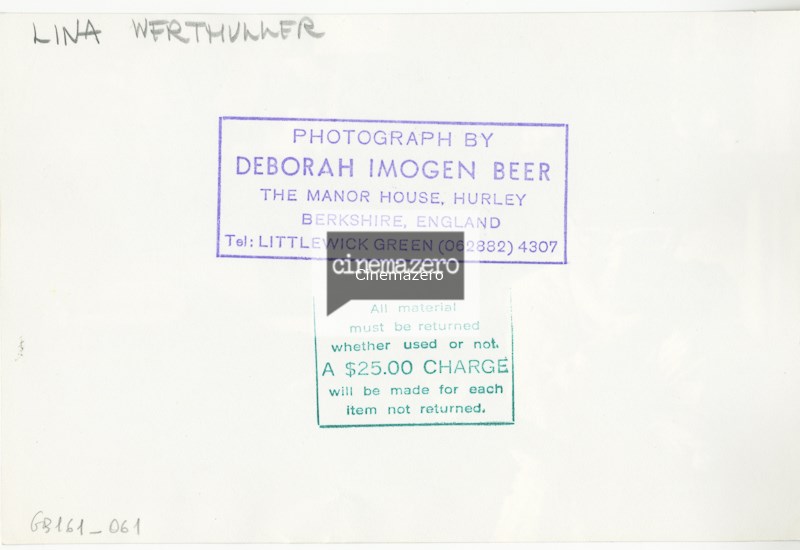 LINA WERTMULLER
PHOTOGRAPH BY
DEBORAH IMOGEN BEER
THE MANOR HOUSE, HURLEY
BERKSHIRE, ENGLAND
Tel: LITTLEWICK GREEN (062882) 4307
cinemazero
Cinemazero
All material
must be returned
whether used or not.
A $25.00 CHARGE
will be made for each
item not returned.
GB161_061